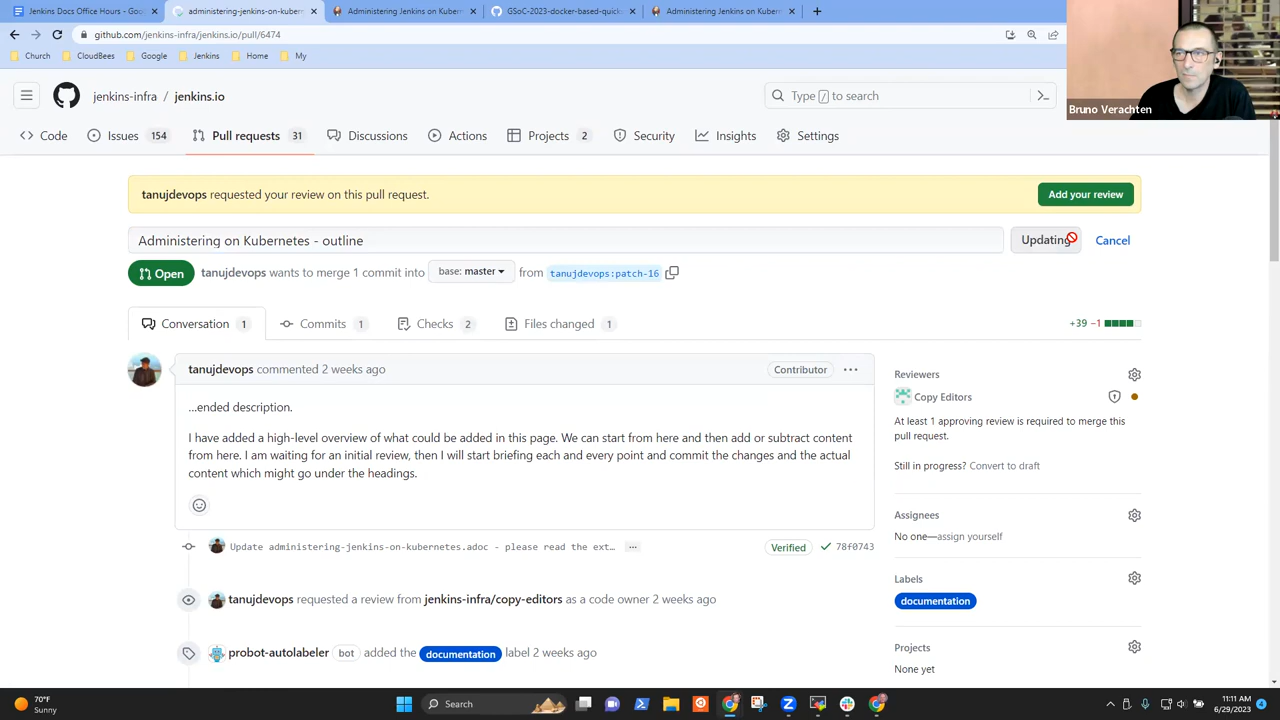 Jenkins Docs Office Hours - Goo
administering-jenkins-on-kubern
Administering Jenkins on Kubern
GSoC-2023-docker-based-quick
Administering Jenkins on Kubern
github.com/jenkins-infra/jenkins.io/pull/6474
Church CloudBees Google Jenkins Home My
Bruno Verachten
jenkins-infra / jenkins.io
Type / to search
Code Issues 154 Pull requests 31 Discussions Actions Projects 2 Security Insights Settings
tanujdevops requested your review on this pull request.
Add your review
Administering on Kubernetes - outline
Updating
Cancel
Open tanujdevops wants to merge 1 commit into base: master from tanujdevops:patch-16
Conversation 1 Commits 1 Checks 2 Files changed 1
+39 −1
tanujdevops commented 2 weeks ago
Contributor
...ended description.
I have added a high-level overview of what could be added in this page. We can start from here and then add or subtract content
from here. I am waiting for an initial review, then I will start briefing each and every point and commit the changes and the actual
content which might go under the headings.
Update administering-jenkins-on-kubernetes.adoc - please read the ext…
Verified 78f0743
tanujdevops requested a review from jenkins-infra/copy-editors as a code owner 2 weeks ago
probot-autolabeler bot added the documentation label 2 weeks ago
Reviewers
Copy Editors
At least 1 approving review is required to merge this
pull request.
Still in progress? Convert to draft
Assignees
No one—assign yourself
Labels
documentation
Projects
None yet
70°F
Sunny
Search
11:11 AM
6/29/2023
4